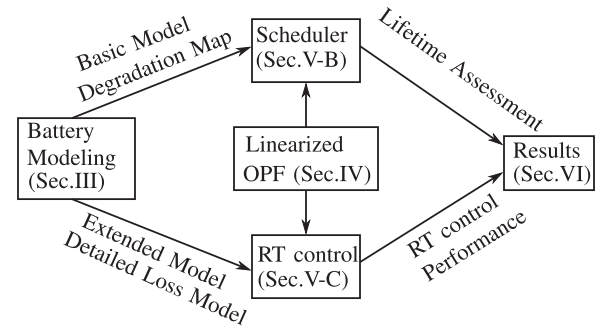 Basic Model
Degradation Map
Scheduler
(Sec.V-B)
Lifetime Assessment
Battery
Modeling
(Sec.III)
Linearized
OPF (Sec.IV)
Results
(Sec.VI)
Extended Model
Detailed Loss Model
RT control
(Sec.V-C)
RT control
Performance